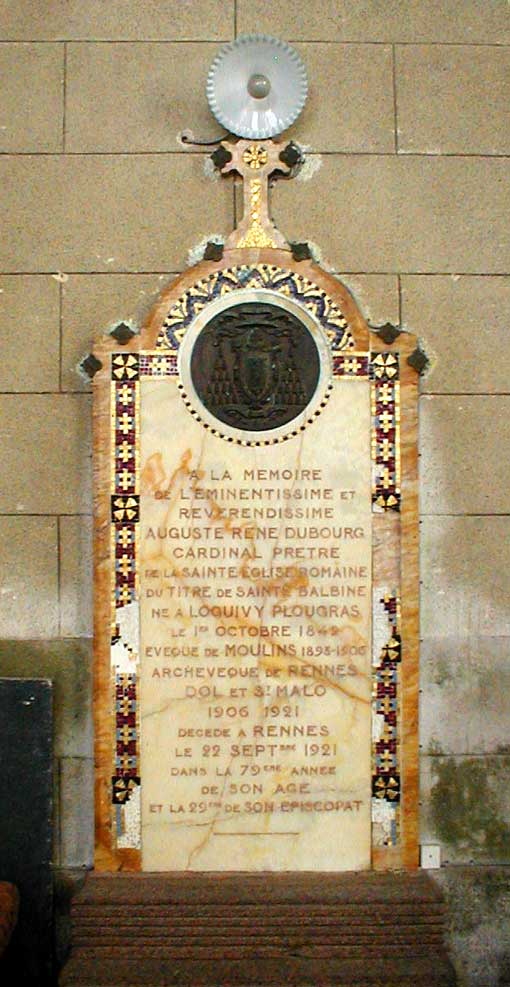 A LA MEMOIRE
DE L'EMINENTISSIME ET
REVERENDISSIME
AUGUSTE RENE DUBOURG
CARDINAL PRETRE
DE LA SAINTE EGLISE ROMAINE
DU TITRE DE SAINTE BALBINE
NE A LOGUIVY PLOUGRAS
LE 1ER OCTOBRE 1842
EVEQUE DE MOULINS 1893-1906
ARCHEVEQUE DE RENNES
DOL ET ST MALO
1906 1921
DECEDE A RENNES
LE 22 SEPTBRE 1921
DANS LA 79EME ANNEE
DE SON AGE
ET LA 29EME DE SON EPISCOPAT